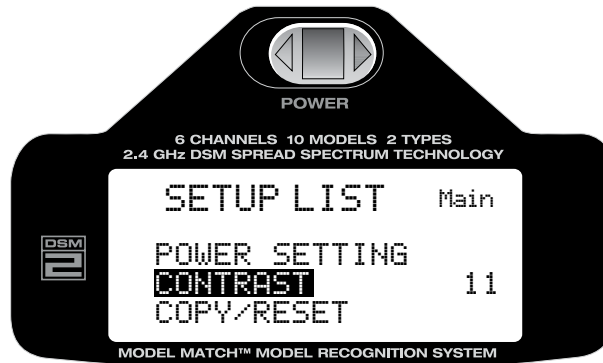 POWER
6 CHANNELS 10 MODELS 2 TYPES
2.4 GHz DSM SPREAD SPECTRUM TECHNOLOGY
SETUP LIST Main
DSM
2
POWER SETTING
CONTRAST 11
COPY/RESET
MODEL MATCH™ MODEL RECOGNITION SYSTEM